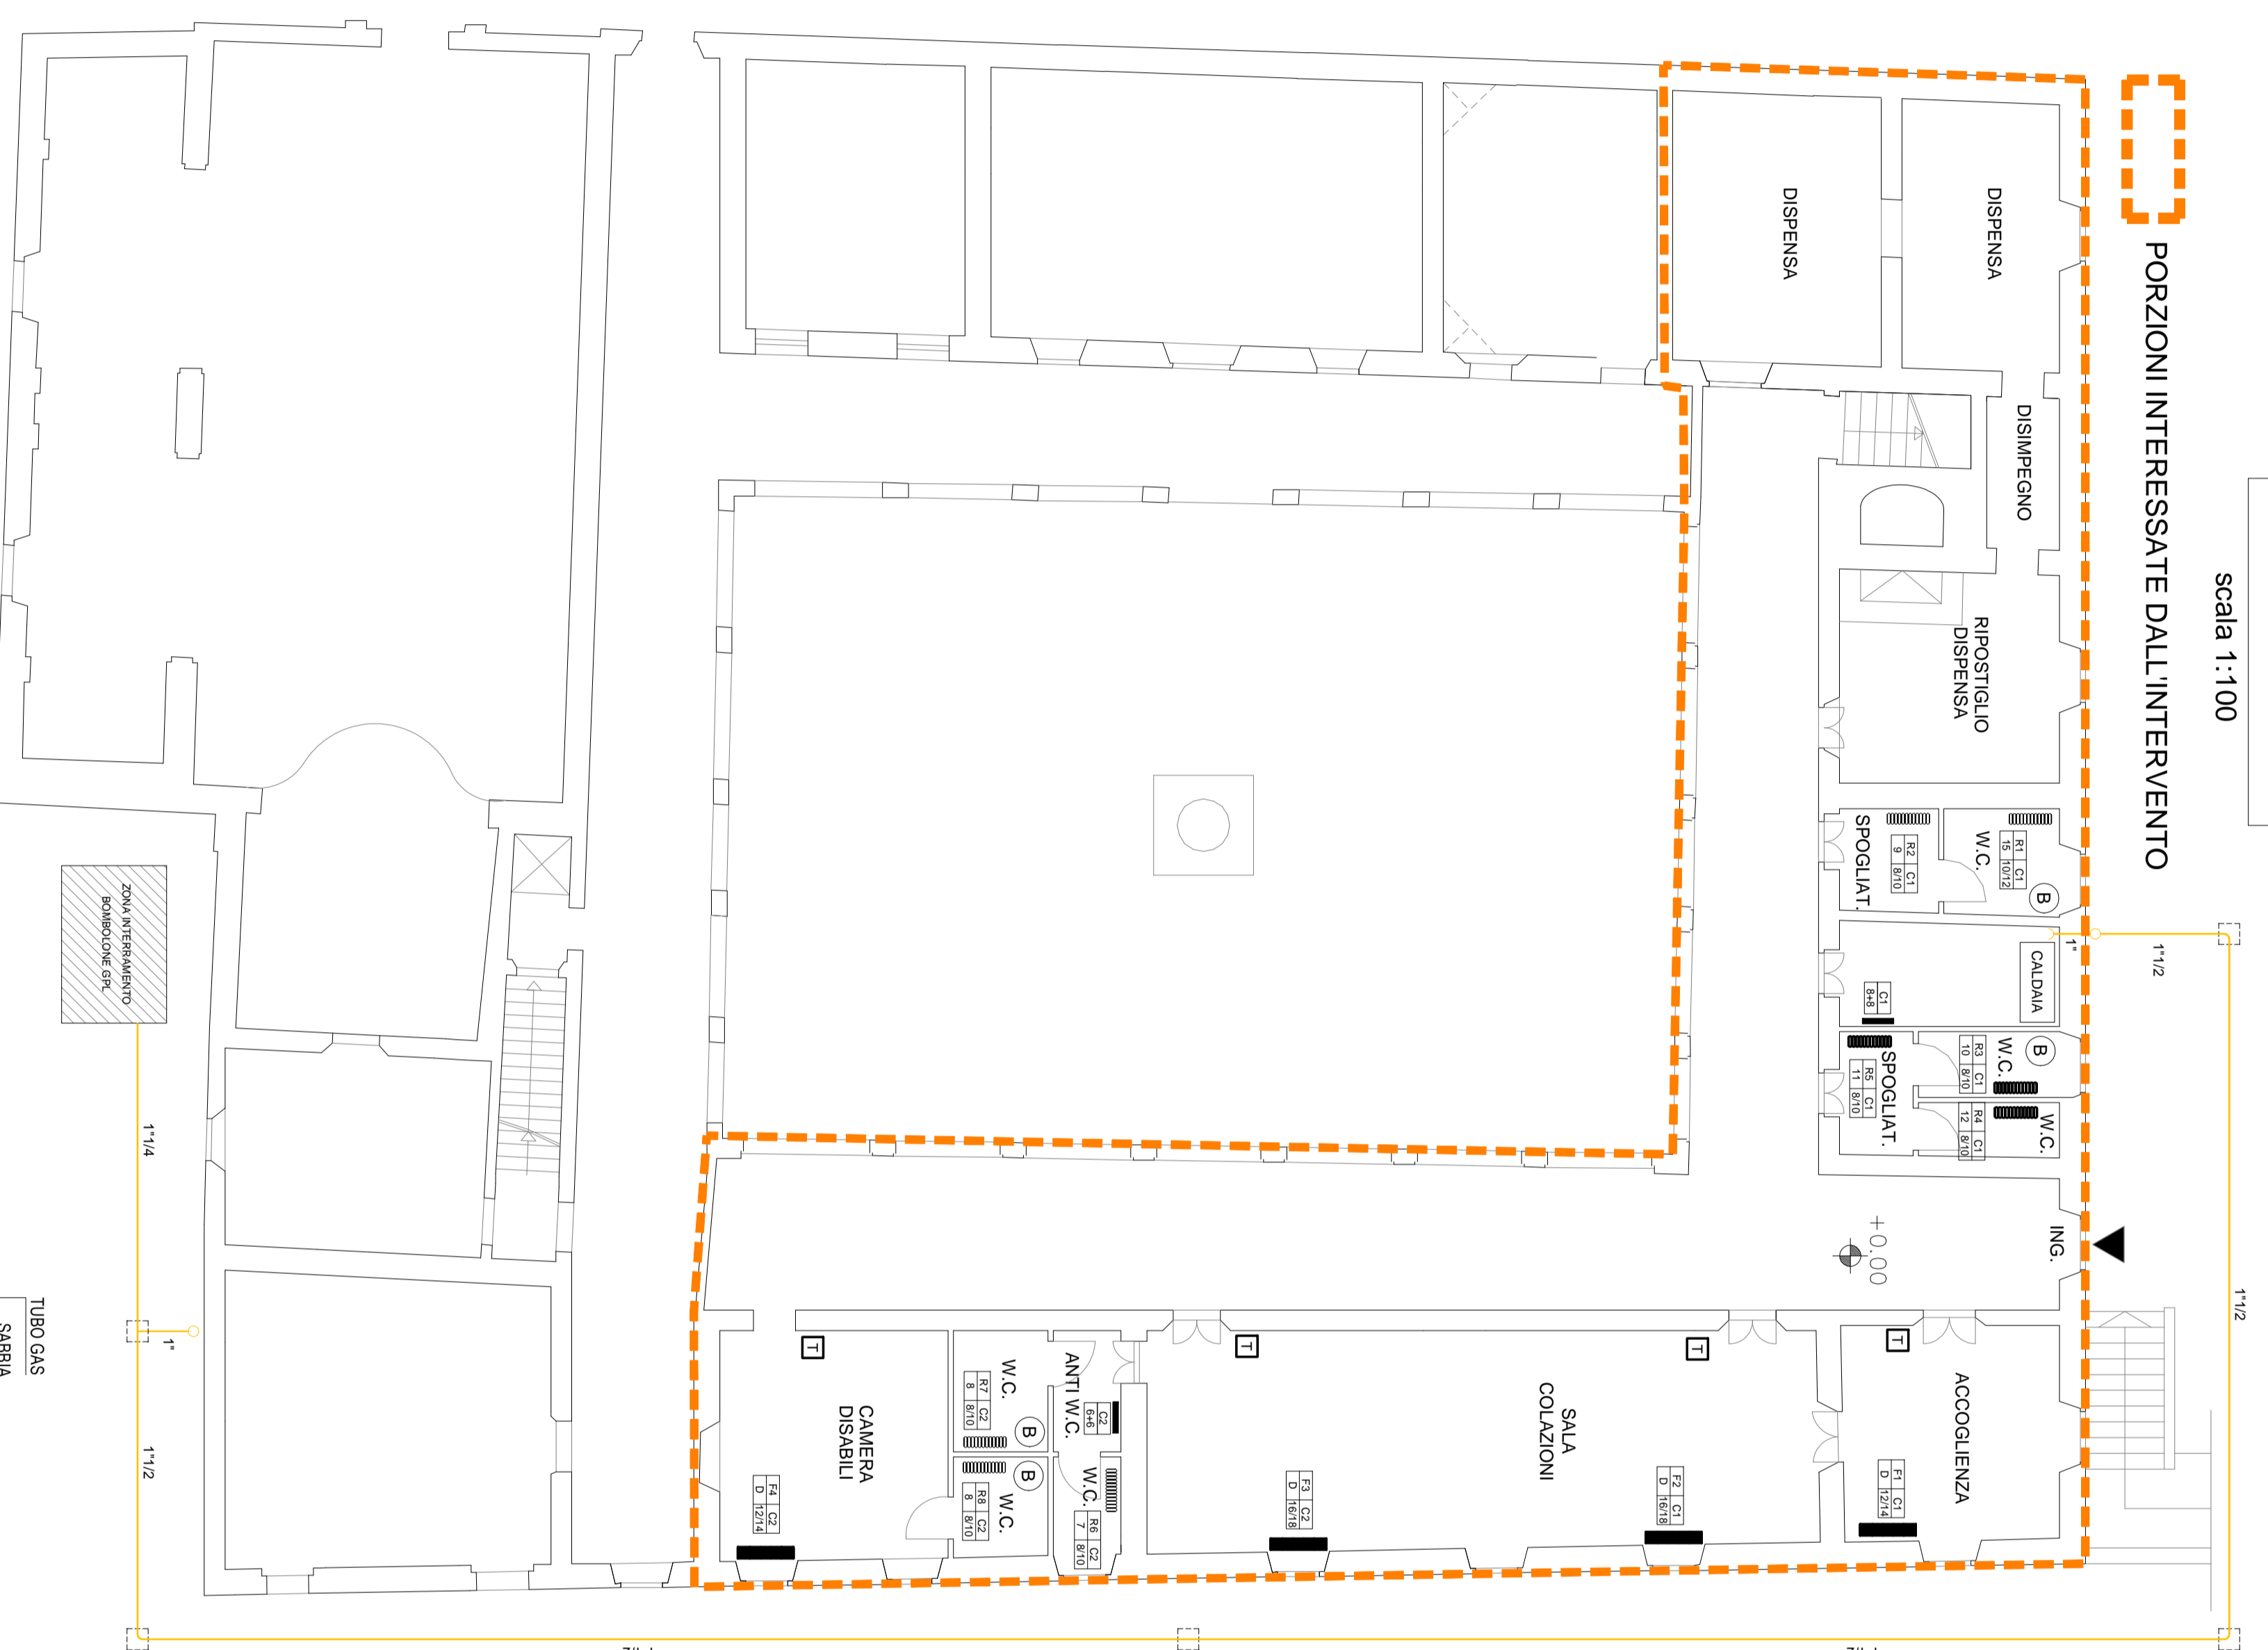 scala 1:100
PORZIONI INTERESSATE DALL'INTERVENTO
DISPENSA
DISPENSA
DISIMPEGNO
RIPOSTIGLIO
DISPENSA
W.C.
R1 C1
15 10/12
B
SPOGLIAT.
R2 C1
9 8/10
CALDAIA
1"
1"1/2
C1
8+8
W.C.
B
R3 C1
10 8/10
SPOGLIAT.
R5 C1
11 8/10
W.C.
R4 C1
12 8/10
ING.
+0.00
1"1/2
ACCOGLIENZA
T
F1 C1
D 12/14
SALA
COLAZIONI
T
T
F2 C1
D 16/18
F3 C2
D 16/18
ANTI W.C.
C2
6+6
W.C.
R6 C2
7 8/10
W.C.
R7 C2
8 8/10
B
W.C.
R8 C2
8 8/10
B
CAMERA
DISABILI
T
F4 C2
D 12/14
ZONA INTERRAMENTO
BOMBOLONE GPL
1"1/4
1"
1"1/2
TUBO GAS
SABBIA